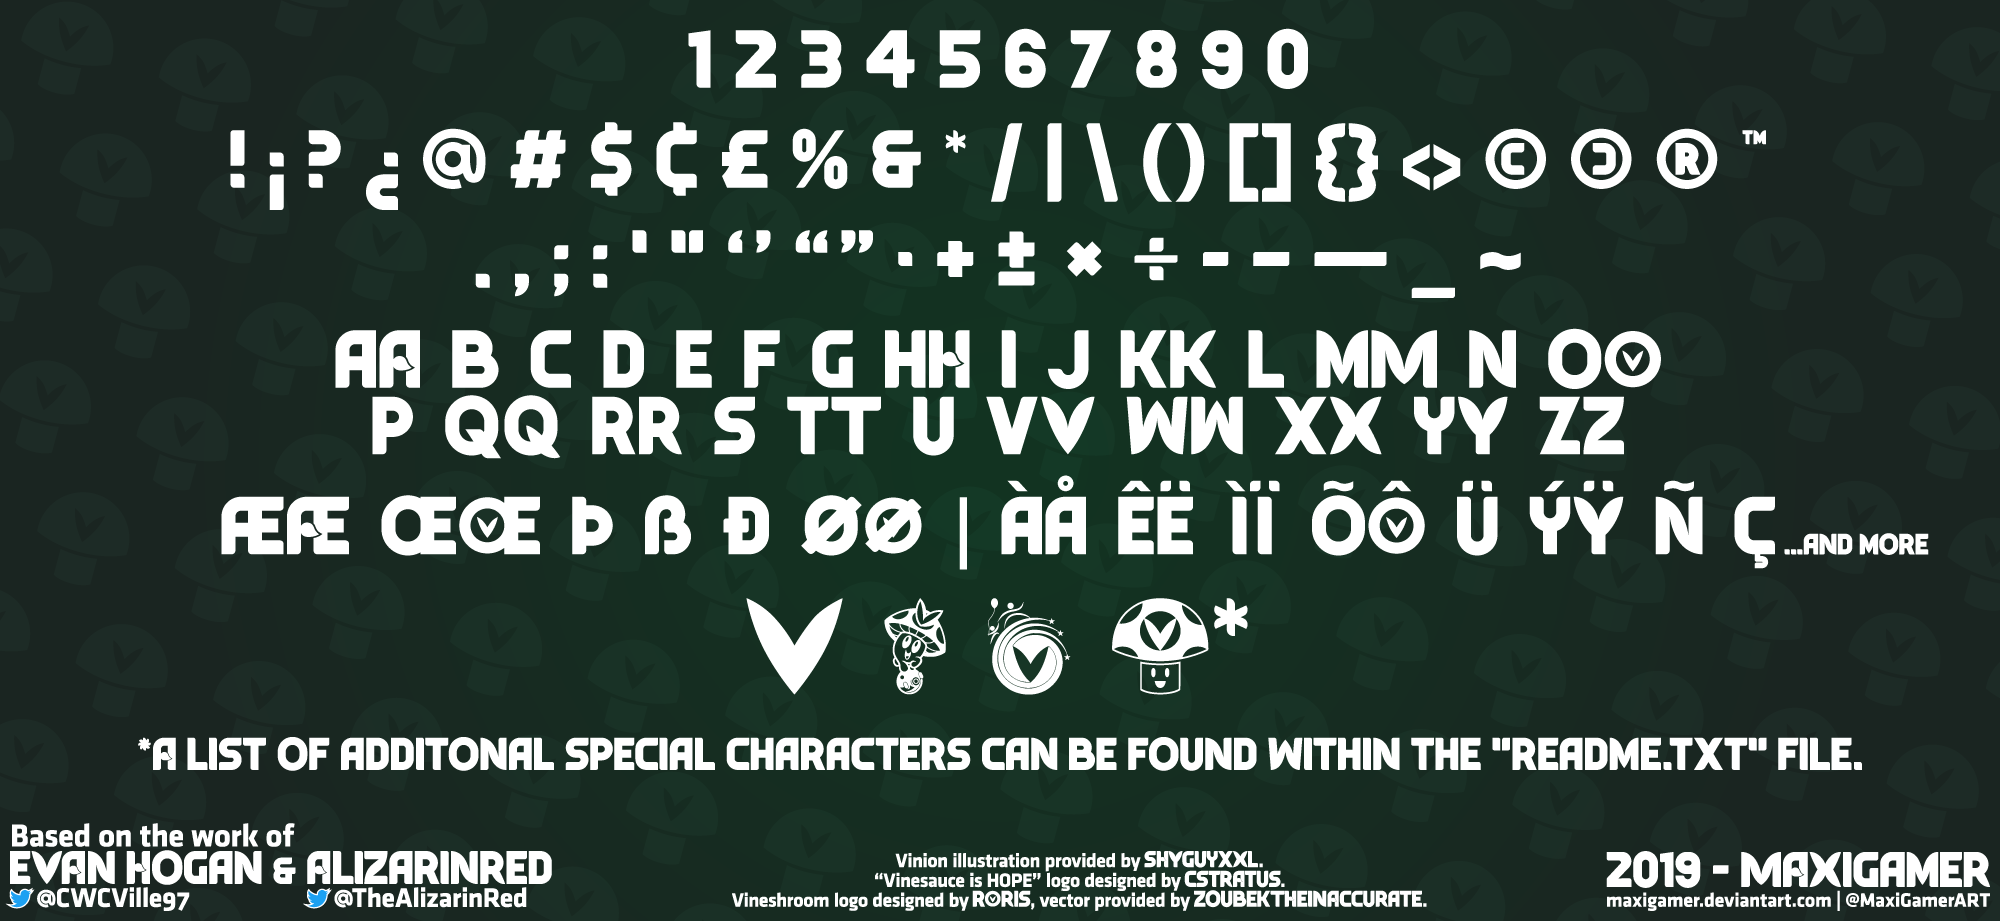 1 2 3 4 5 6 7 8 9 0
! ¡ ? ¿ @ # $ ¢ £ % & * / | \ ( ) [ ] { } < > © Ɔ⃝ ® ™
. , ; : ' " ‘ ’ “ ” · + ± × ÷ - – — _ ~
AA B C D E F G HH I J KK L MM N OO
P QQ RR S TT U VV WW XX YY ZZ
ÆÆ ŒŒ Þ ß Ð ØØ | ÀÅ ÊË ÌÏ ÕÔ Ü ÝŸ Ñ Ç ...AND MORE
*
*A LIST OF ADDITONAL SPECIAL CHARACTERS CAN BE FOUND WITHIN THE "README.TXT" FILE.
Based on the work of
EVAN HOGAN & ALIZARINRED
@CWCVille97 @TheAlizarinRed
Vinion illustration provided by SHYGUYXXL.
“Vinesauce is HOPE” logo designed by CSTRATUS.
Vineshroom logo designed by RORIS, vector provided by ZOUBEKTHEINACCURATE.
2019 - MAXIGAMER
maxigamer.deviantart.com | @MaxiGamerART